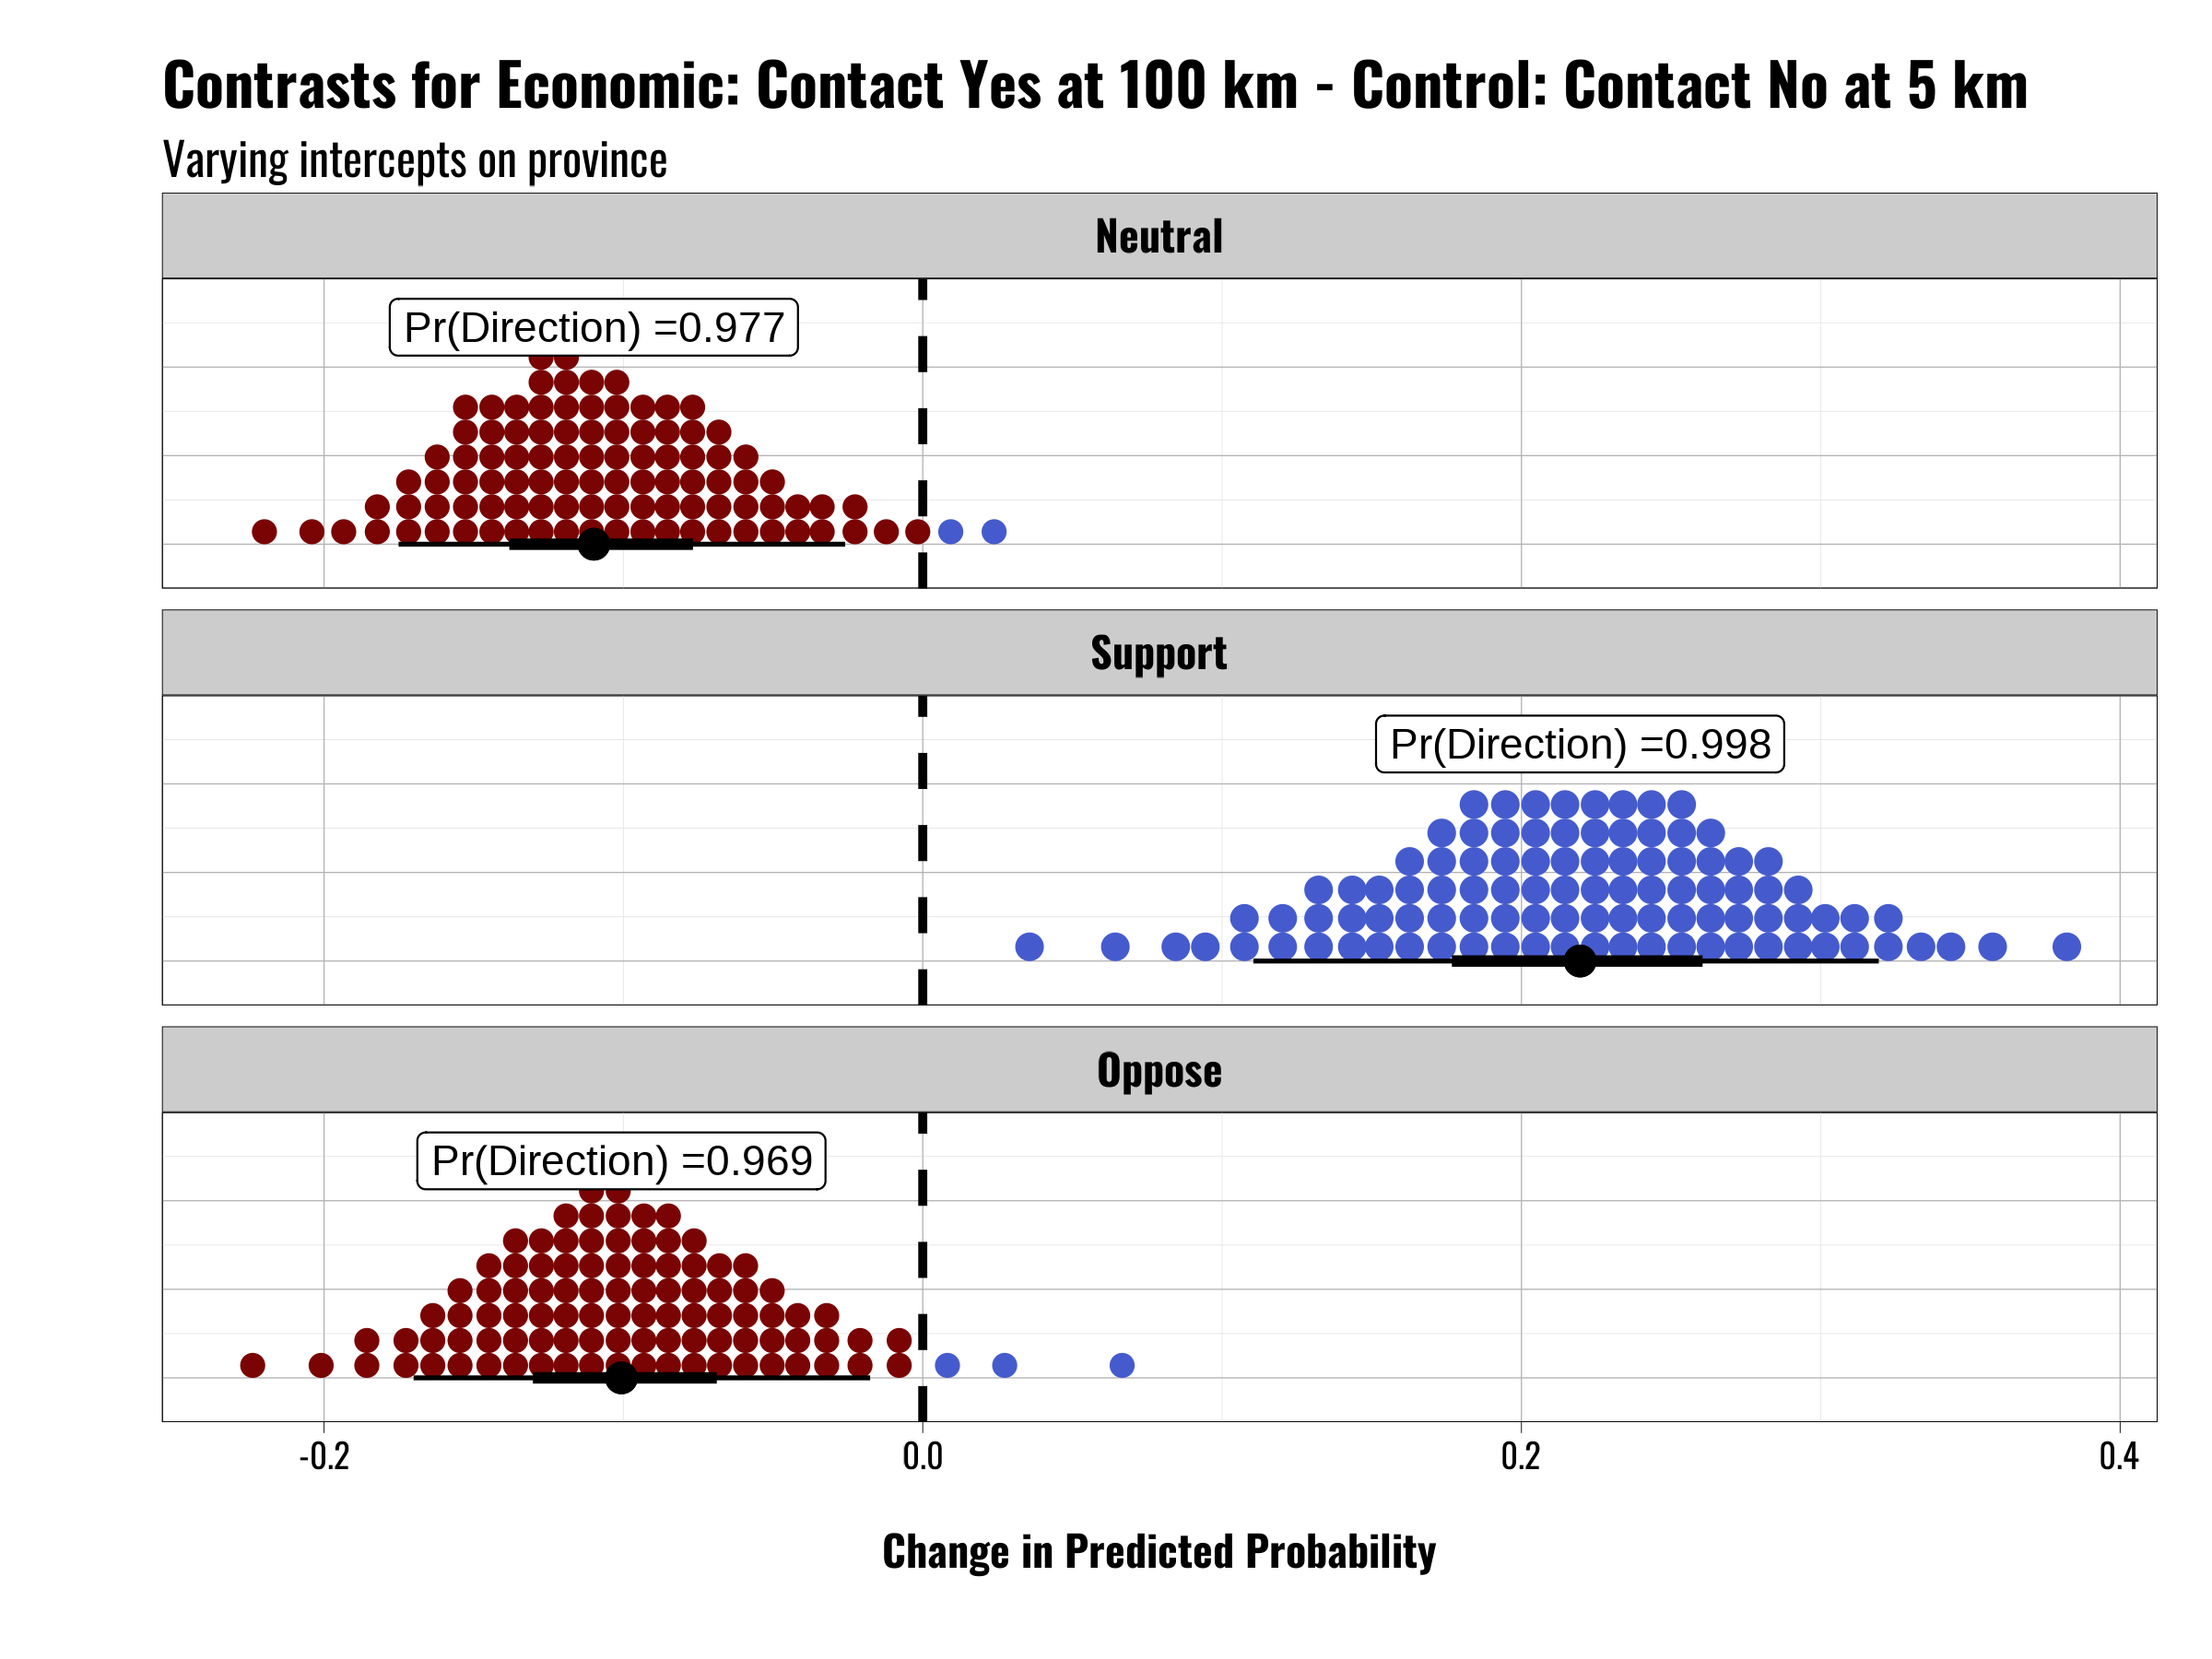 Contrasts for Economic: Contact Yes at 100 km - Control: Contact No at 5 km
Varying intercepts on province
Neutral
Pr(Direction) =0.977
Support
Pr(Direction) =0.998
Oppose
Pr(Direction) =0.969
-0.2 0.0 0.2 0.4
Change in Predicted Probability